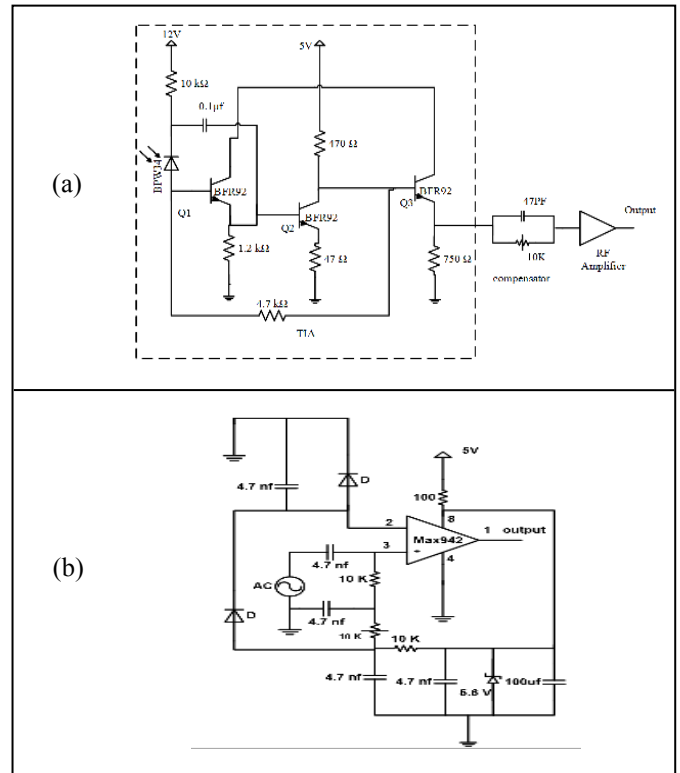 (a)
12V
5V
10 kΩ
0.1μf
BPW34
470 Ω
BFR92
BFR92
BFR92
Q1
Q2
Q3
47PF
Output
10K
RF
Amplifier
compensator
1.2 kΩ
47 Ω
750 Ω
4.7 kΩ
TIA
(b)
5V
4.7 nf
D
100
2
8
1 output
Max942
3
+
4
4.7 nf
10 K
AC
D
4.7 nf
10 K
10 K
4.7 nf
4.7 nf
5.6 V
100uf